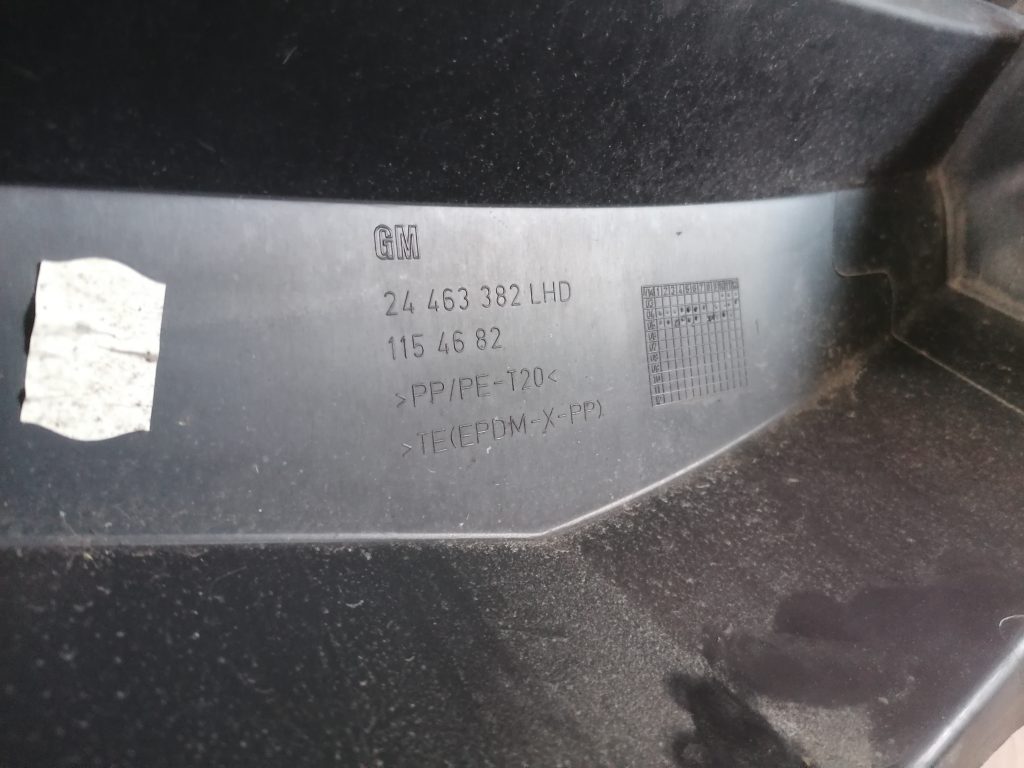 GM
24 463 382 LHD
115 46 82
>PP/PE-T20<
>TE(EPDM-X-PP)